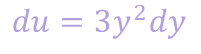 du = 3y²dy